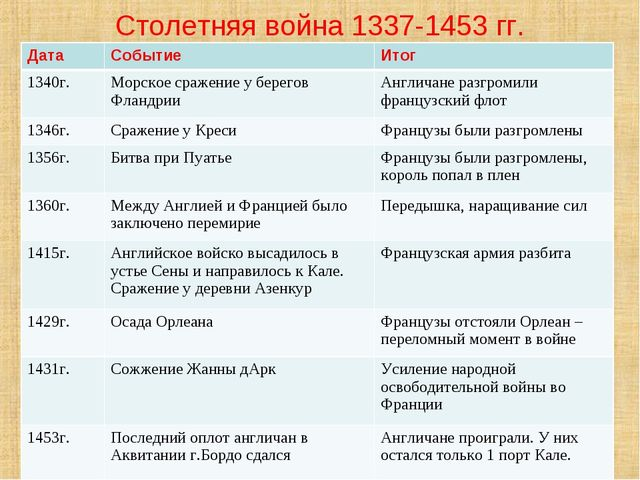 Столетняя война 1337-1453 гг.
Дата Событие Итог
1340г. Морское сражение у берегов Англичане разгромили
Фландрии французский флот
1346г. Сражение у Креси Французы были разгромлены
1356г. Битва при Пуатье Французы были разгромлены,
король попал в плен
1360г. Между Англией и Францией было Передышка, наращивание сил
заключено перемирие
1415г. Английское войско высадилось в Французская армия разбита
устье Сены и направилось к Кале.
Сражение у деревни Азенкур
1429г. Осада Орлеана Французы отстояли Орлеан –
переломный момент в войне
1431г. Сожжение Жанны дАрк Усиление народной
освободительной войны во
Франции
1453г. Последний оплот англичан в Англичане проиграли. У них
Аквитании г.Бордо сдался остался только 1 порт Кале.